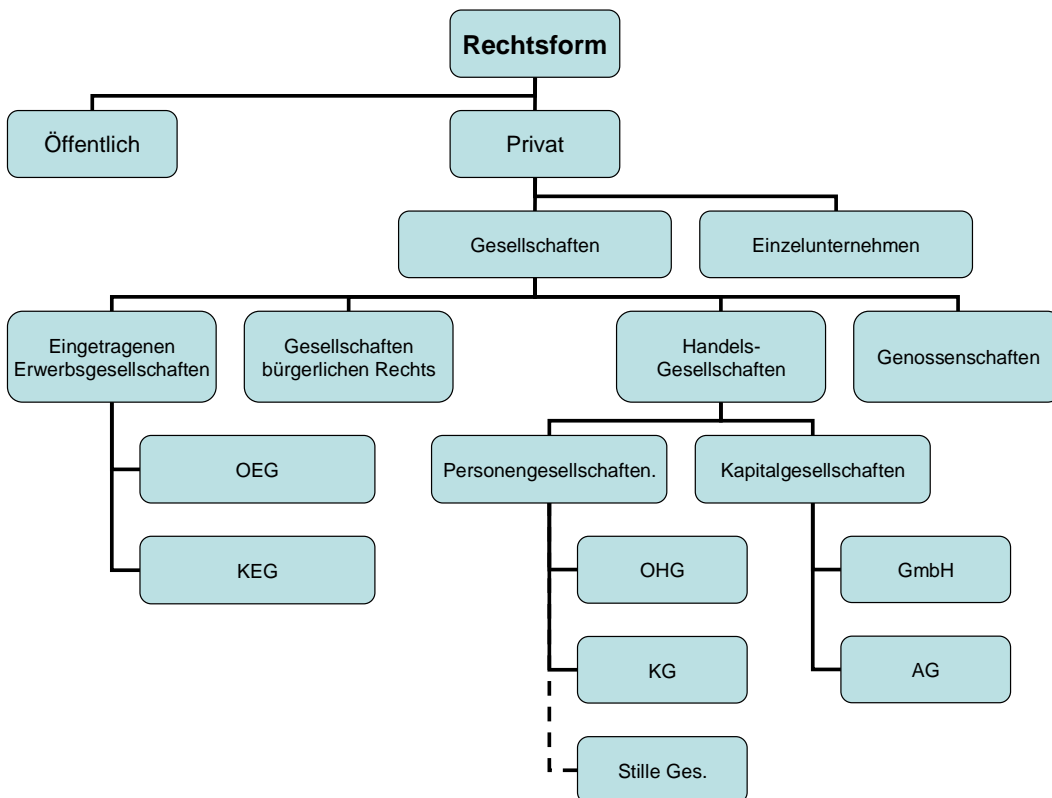 Rechtsform
Öffentlich
Privat
Gesellschaften
Einzelunternehmen
Eingetragenen
Erwerbsgesellschaften
Gesellschaften
bürgerlichen Rechts
Handels-
Gesellschaften
Genossenschaften
OEG
KEG
Personengesellschaften.
Kapitalgesellschaften
OHG
GmbH
KG
AG
Stille Ges.